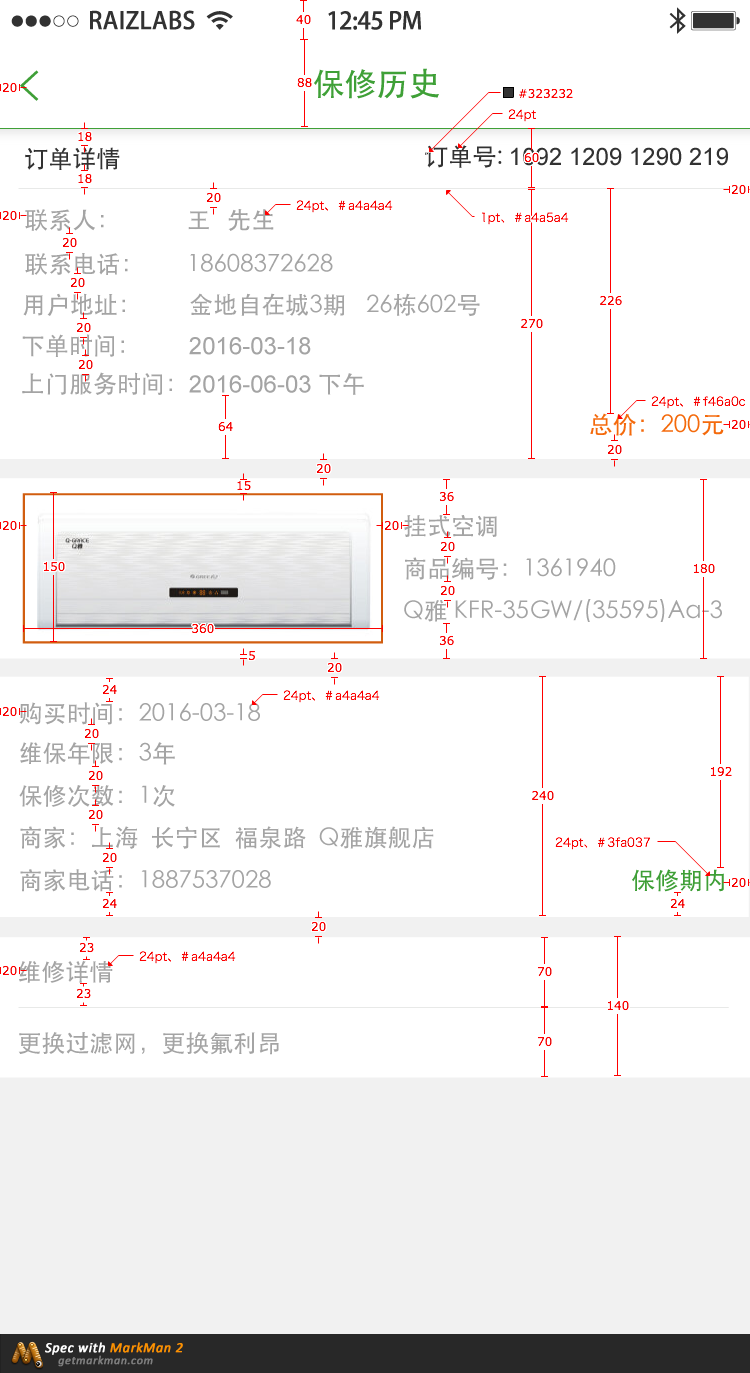 RAIZLABS 40 12:45 PM
20 88 保修历史
#323232
24pt
18
订单详情 订单号: 1692 1209 1290 219
60
18
20 20
24pt、#a4a4a4
1pt、#a4a5a4
20 联系人: 王 先生
20
联系电话: 18608372628
20
226
用户地址: 金地自在城3期 26栋602号
20 270
下单时间: 2016-03-18
20
上门服务时间: 2016-06-03 下午
24pt、#f46a0c
64 总价: 200元 20
20
20
15 36
20 20 挂式空调
Q-GRACE
Q雅
20
150 商品编号: 1361940 180
GREE
20
Q雅 KFR-35GW/(35595)Aa-3
360 36
15
20
24 24pt、#a4a4a4
20 购买时间: 2016-03-18
20
维保年限: 3年
20 192
保修次数: 1次 240
20
商家: 上海 长宁区 福泉路 Q雅旗舰店
24pt、#3fa037
20
商家电话: 1887537028 保修期内 20
24 24
20
23 24pt、#a4a4a4
20 维修详情 70
23
140
更换过滤网，更换氟利昂 70
Spec with MarkMan 2
getmarkman.com